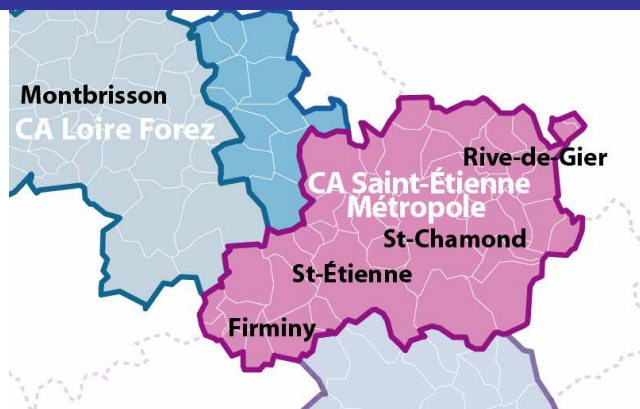 Montbrisson
CA Loire Forez
Rive-de-Gier
CA Saint-Étienne
Métropole
St-Chamond
St-Étienne
Firminy